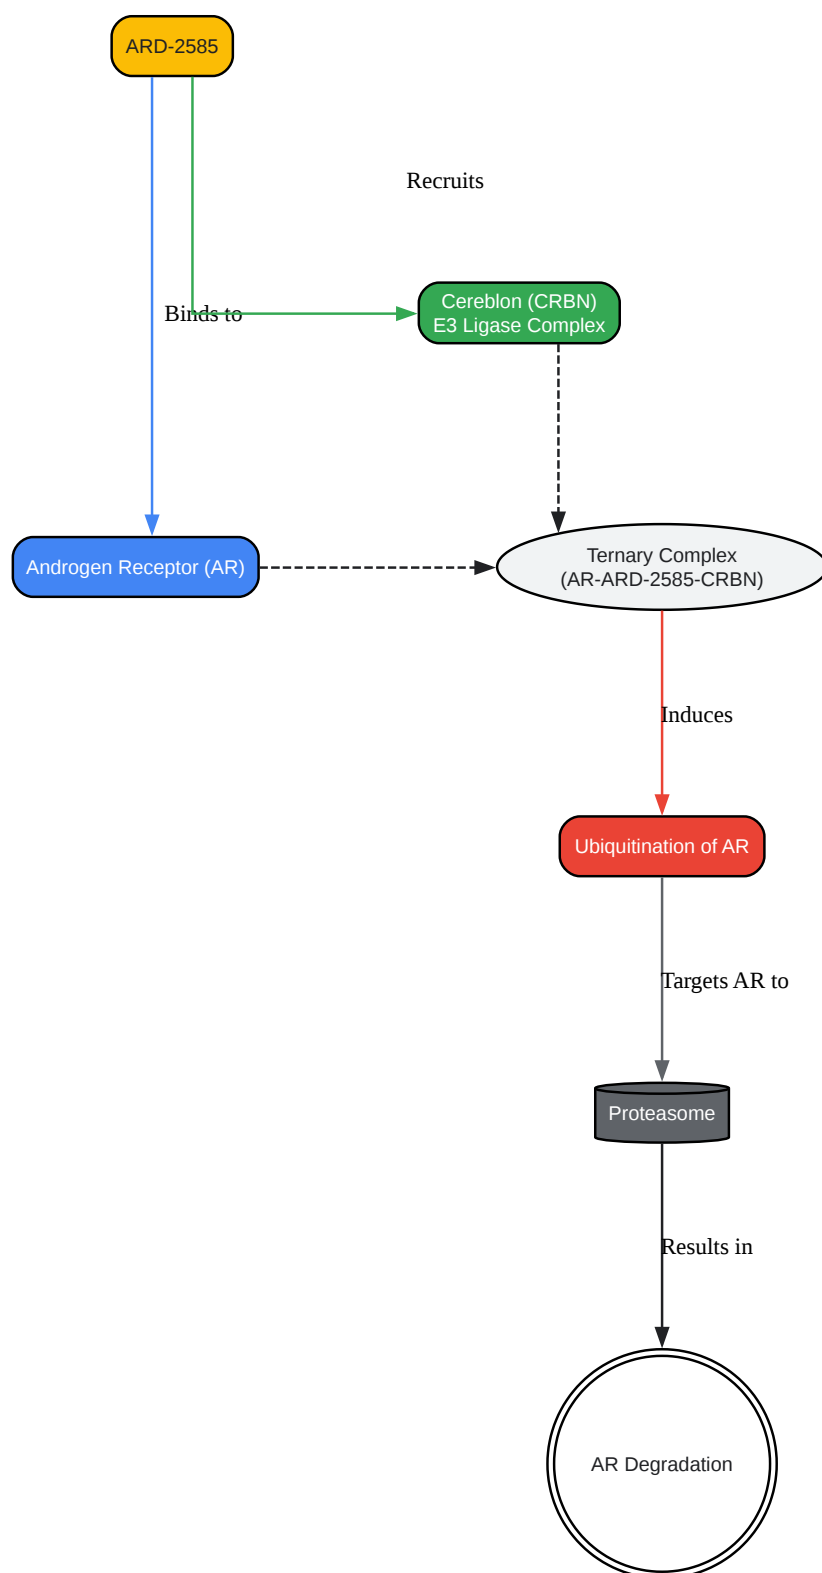 ARD-2585
Recruits
Binds to
Cereblon (CRBN)
E3 Ligase Complex
Androgen Receptor (AR)
Ternary Complex
(AR-ARD-2585-CRBN)
Induces
Ubiquitination of AR
Targets AR to
Proteasome
Results in
AR Degradation